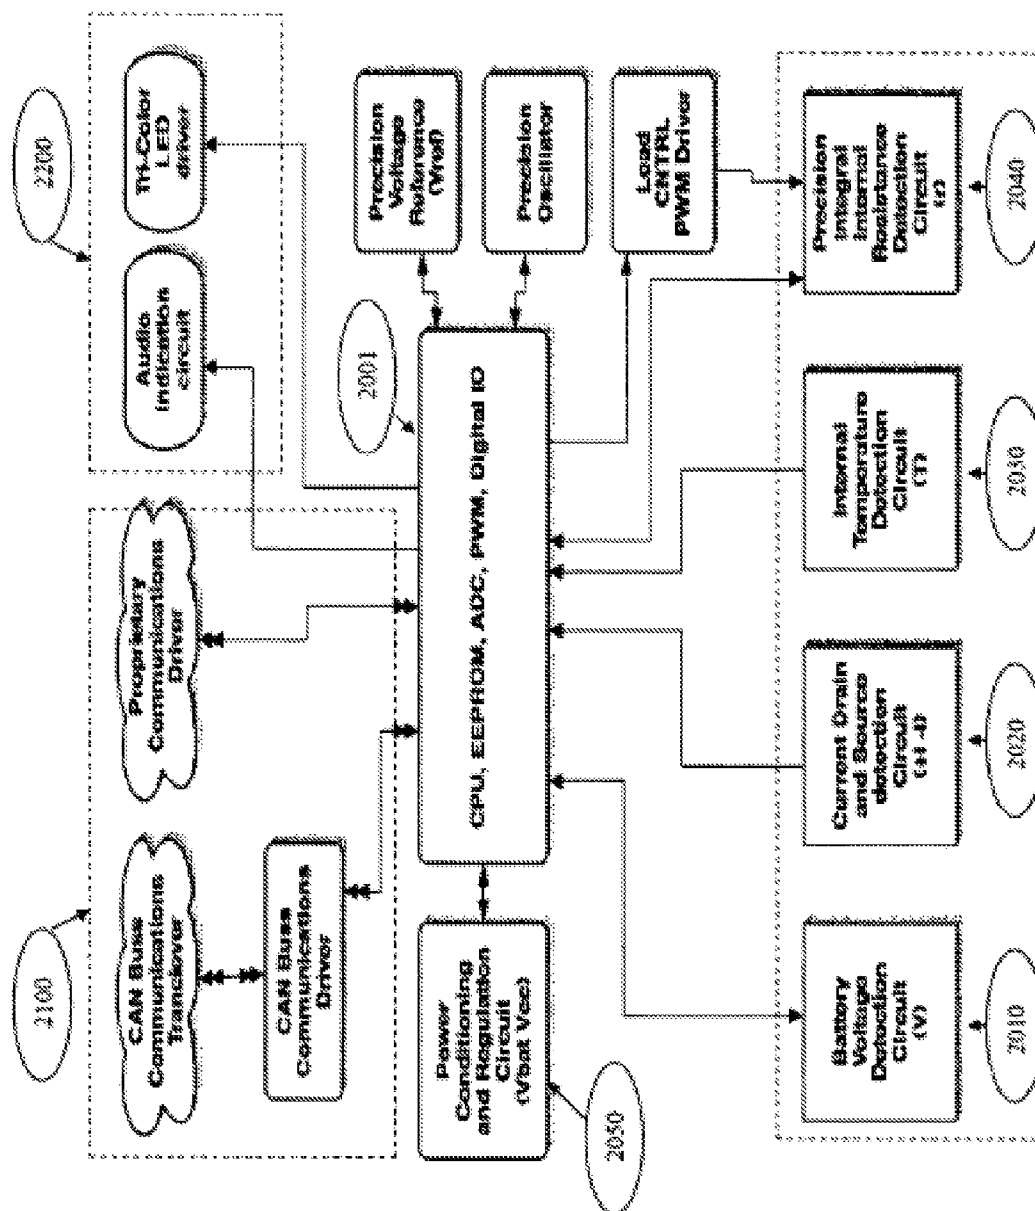 2100
2200
CAN Buss
Communications
Tranciever
Proprietary
Communications
Driver
Audio
indication
circuit
Tri-Color
LED
driver
CAN Buss
Communications
Driver
2001
Power
Conditioning
and Regulation
Circuit
(Vbat Vcc)
CPU, EEPROM, ADC, PWM, Digital IO
Precision
Voltage
Reference
(Vref)
Precision
Oscillator
Load
CNTRL
PWM Driver
2050
Battery
Voltage
Detection
Circuit
(V)
Current Drain
and Source
detection
Circuit
(+I -I)
Internal
Temperature
Detection
Circuit
(T)
Precision
Integral
Internal
Resistance
Detection
Circuit
(r)
2010
2020
2030
2040